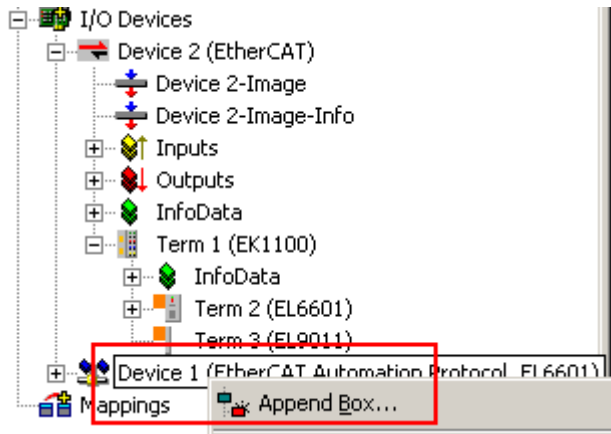 I/O Devices
Device 2 (EtherCAT)
Device 2-Image
Device 2-Image-Info
Inputs
Outputs
InfoData
Term 1 (EK1100)
InfoData
Term 2 (EL6601)
Term 3 (EL9011)
Device 1 (EtherCAT Automation Protocol, EL6601)
Mappings
Append Box...